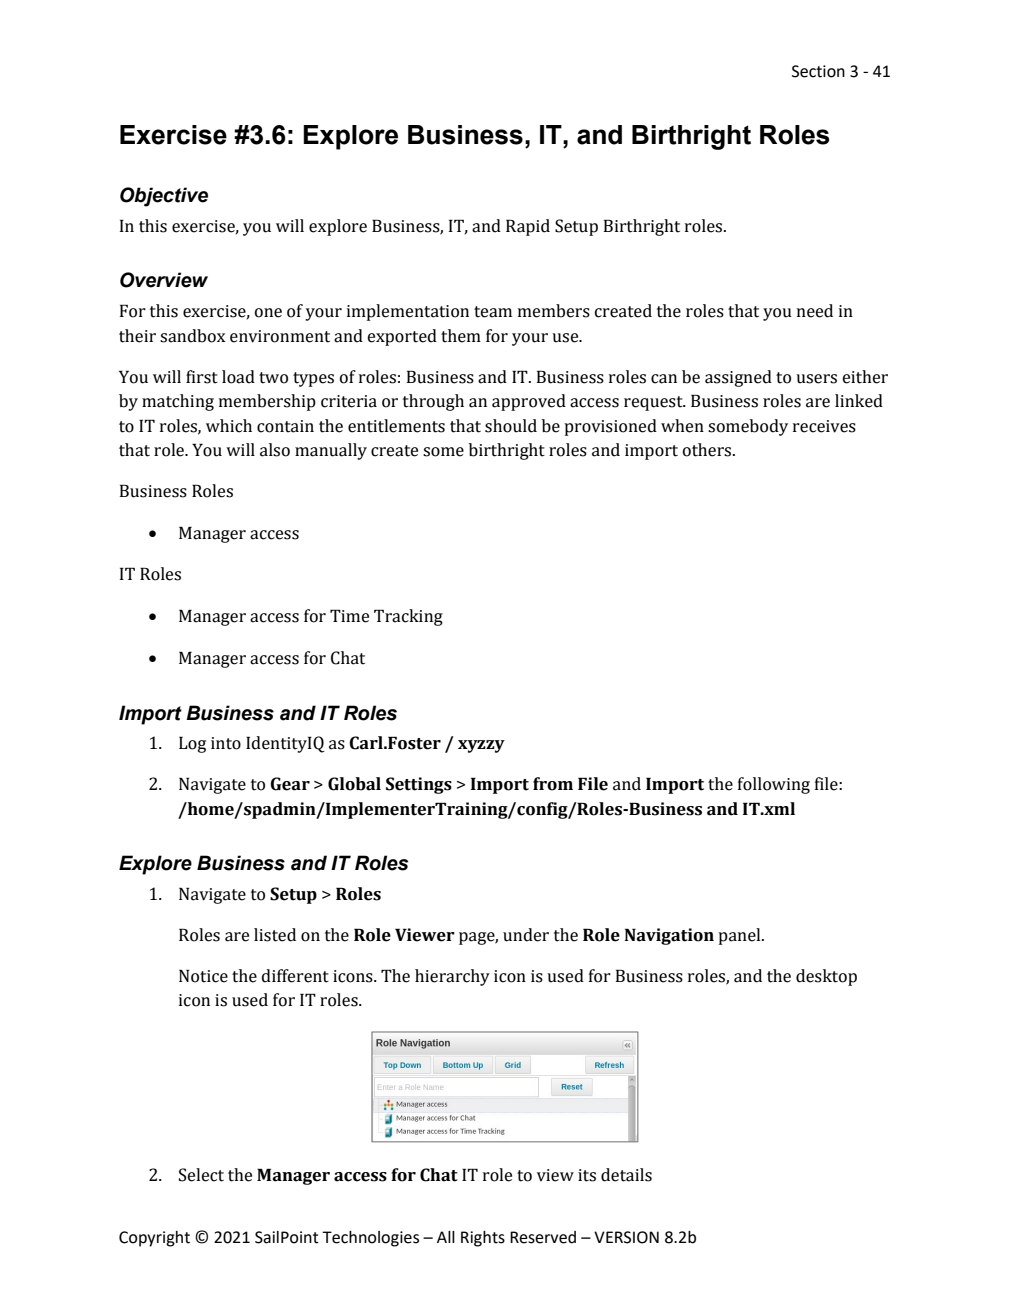 Section 3 - 41
Exercise #3.6: Explore Business, IT, and Birthright Roles
Objective
In this exercise, you will explore Business, IT, and Rapid Setup Birthright roles.
Overview
For this exercise, one of your implementation team members created the roles that you need in
their sandbox environment and exported them for your use.
You will first load two types of roles: Business and IT. Business roles can be assigned to users either
by matching membership criteria or through an approved access request. Business roles are linked
to IT roles, which contain the entitlements that should be provisioned when somebody receives
that role. You will also manually create some birthright roles and import others.
Business Roles
• Manager access
IT Roles
• Manager access for Time Tracking
• Manager access for Chat
Import Business and IT Roles
1. Log into IdentityIQ as Carl.Foster / xyzzy
2. Navigate to Gear > Global Settings > Import from File and Import the following file:
/home/spadmin/ImplementerTraining/config/Roles-Business and IT.xml
Explore Business and IT Roles
1. Navigate to Setup > Roles
Roles are listed on the Role Viewer page, under the Role Navigation panel.
Notice the different icons. The hierarchy icon is used for Business roles, and the desktop
icon is used for IT roles.
Role Navigation «
Top Down Bottom Up Grid Refresh
Enter a Role Name Reset
Manager access
Manager access for Chat
Manager access for Time Tracking
2. Select the Manager access for Chat IT role to view its details
Copyright © 2021 SailPoint Technologies – All Rights Reserved – VERSION 8.2b